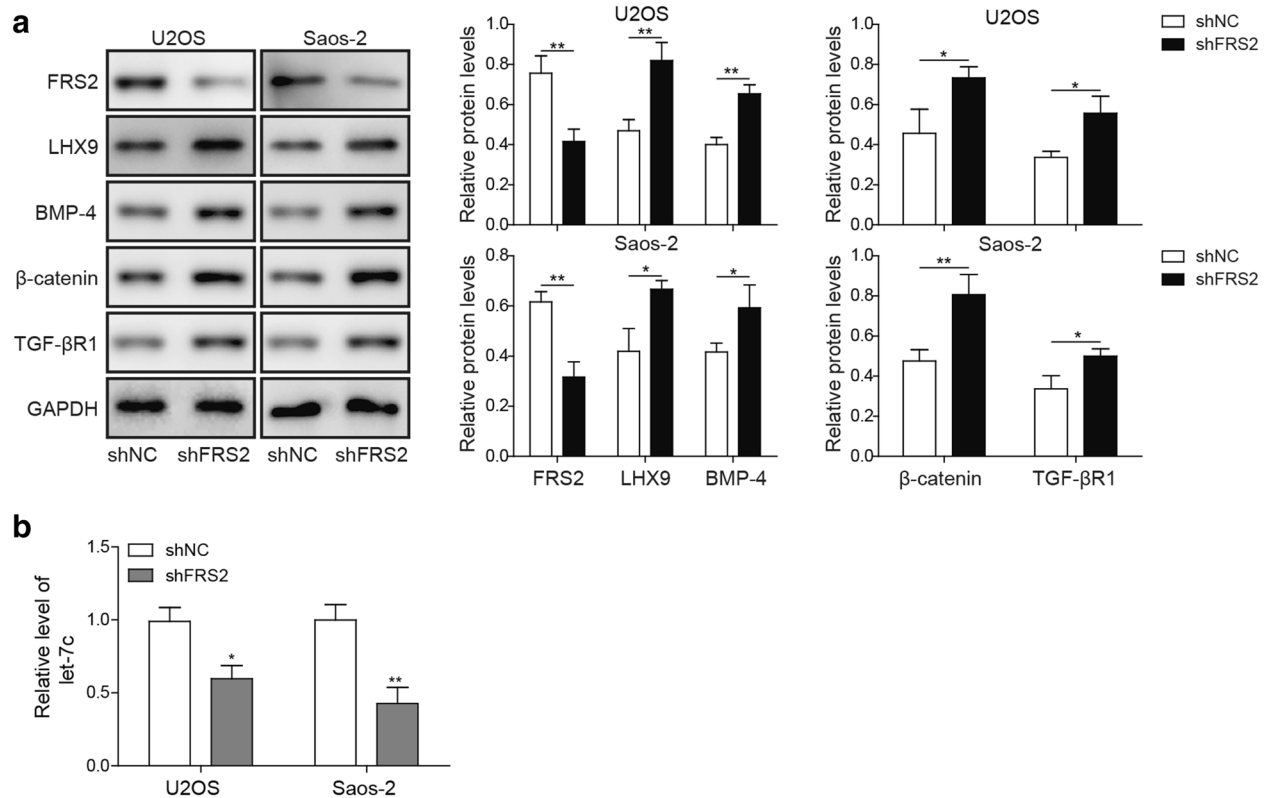 a
U2OS Saos-2
FRS2
LHX9
BMP-4
β-catenin
TGF-βR1
GAPDH
shNC shFRS2 shNC shFRS2
U2OS
Relative protein levels
1.0
0.8
0.6
0.4
0.2
0.0
** ** **
Saos-2
Relative protein levels
0.8
0.6
0.4
0.2
0.0
** * *
FRS2 LHX9 BMP-4
U2OS
Relative protein levels
1.0
0.8
0.6
0.4
0.2
0.0
* *
shNC
shFRS2
Saos-2
Relative protein levels
1.0
0.8
0.6
0.4
0.2
0.0
** *
β-catenin TGF-βR1
shNC
shFRS2
b
Relative level of
let-7c
1.5
1.0
0.5
0.0
shNC
shFRS2
* **
U2OS Saos-2